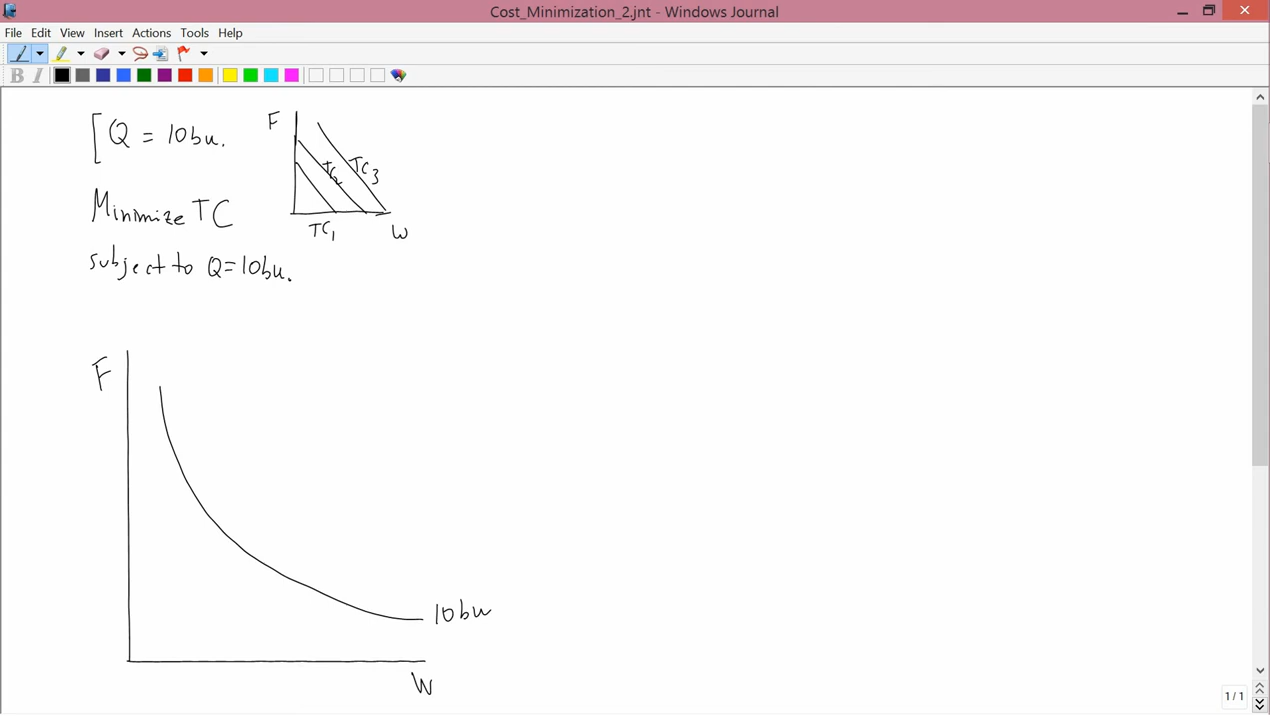 Cost_Minimization_2.jnt - Windows Journal
File Edit View Insert Actions Tools Help
B I
[Q = 10bu.
F
TC2
TC3
TC1
W
Minimize TC
subject to Q=10bu.
F
10bu
W
1 / 1